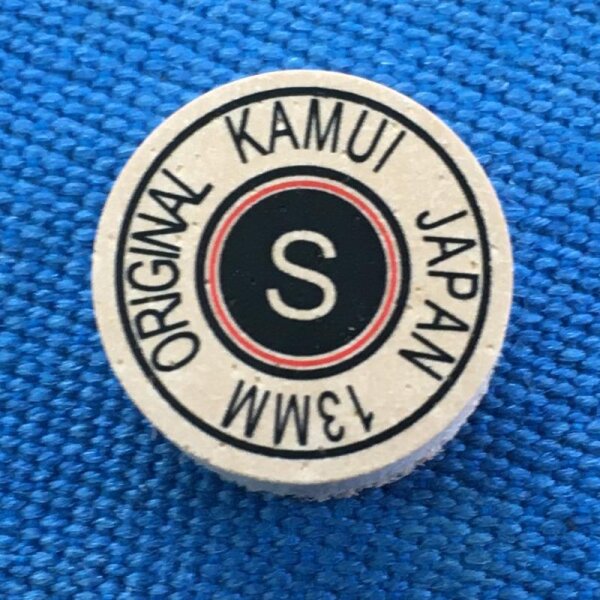 ORIGINAL KAMUI JAPAN 13MM
S